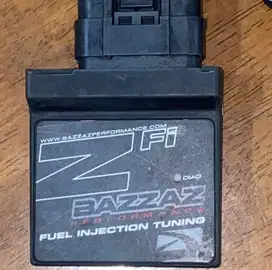 WWW.BAZZAZPERFORMANCE.COM
Z Fi
DIAG
BAZZAZ
PERFORMANCE
FUEL INJECTION TUNING
Z